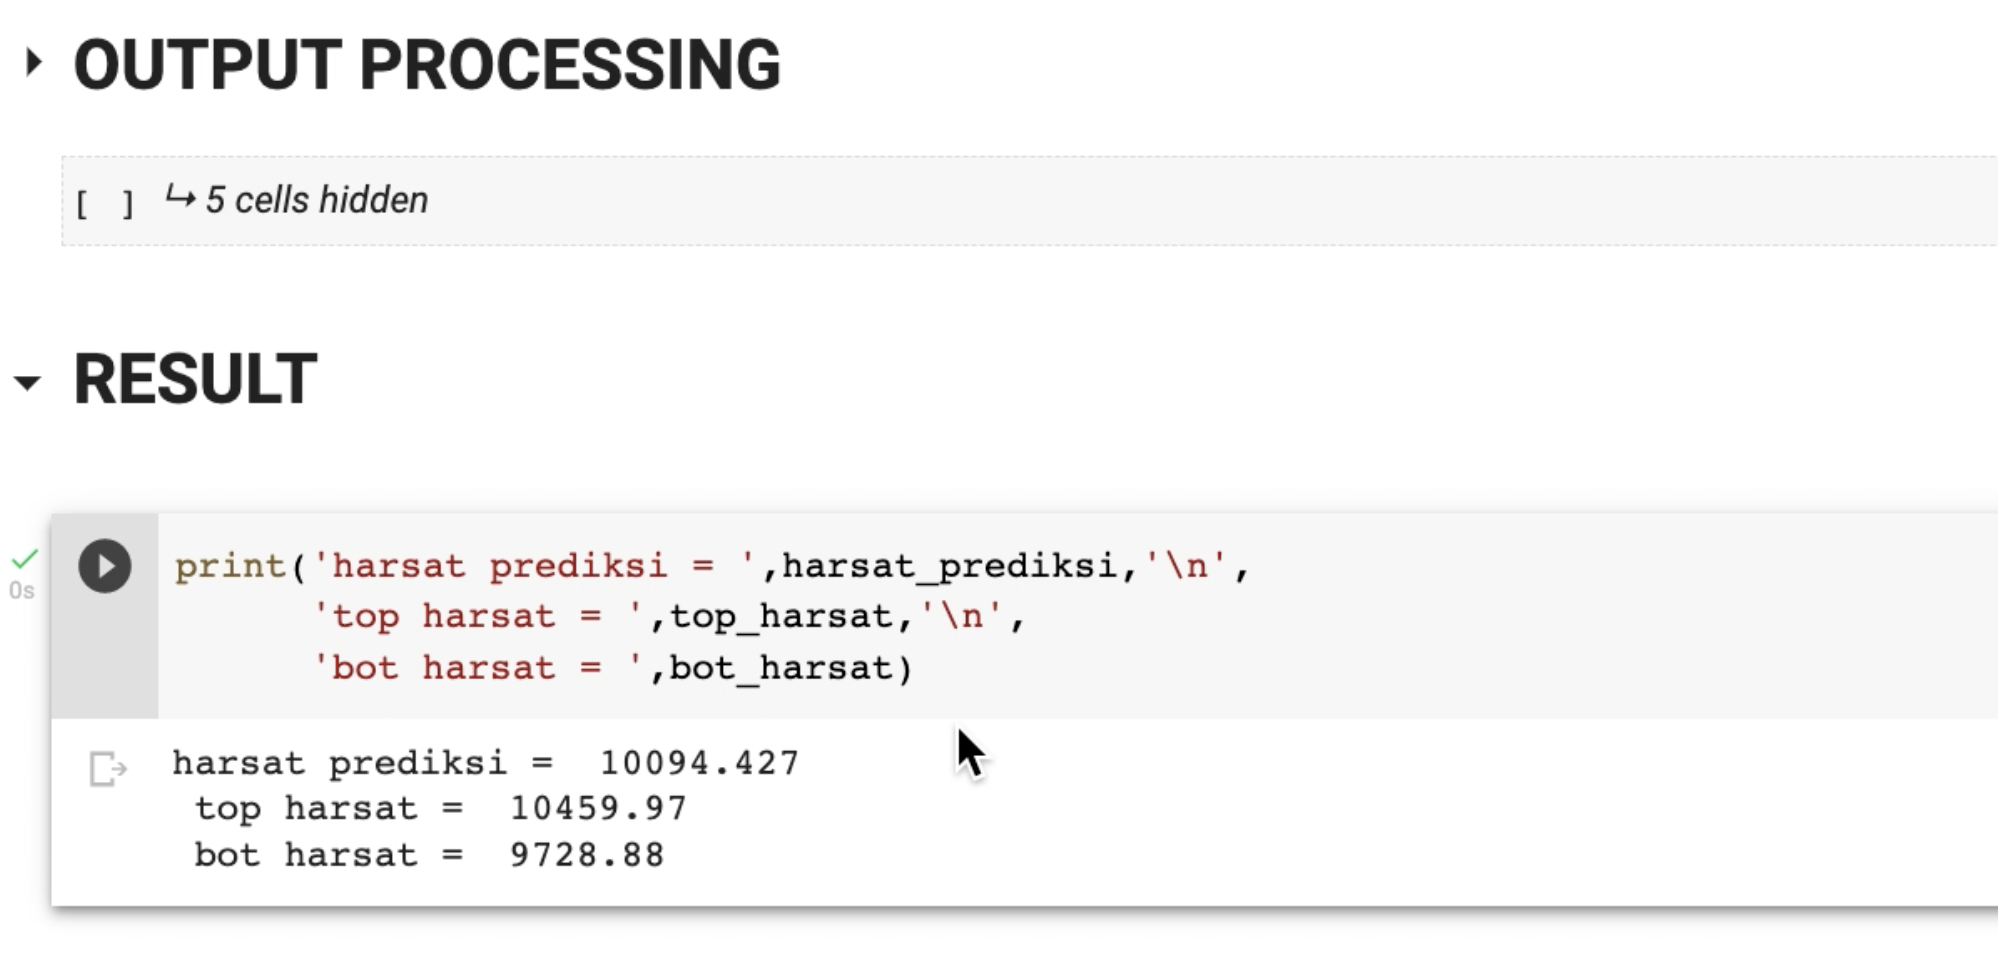 OUTPUT PROCESSING
[ ] ↳ 5 cells hidden
RESULT
print('harsat prediksi = ',harsat_prediksi,'\n',
'top harsat = ',top_harsat,'\n',
'bot harsat = ',bot_harsat)
0s
harsat prediksi =  10094.427
top harsat =  10459.97
bot harsat =  9728.88